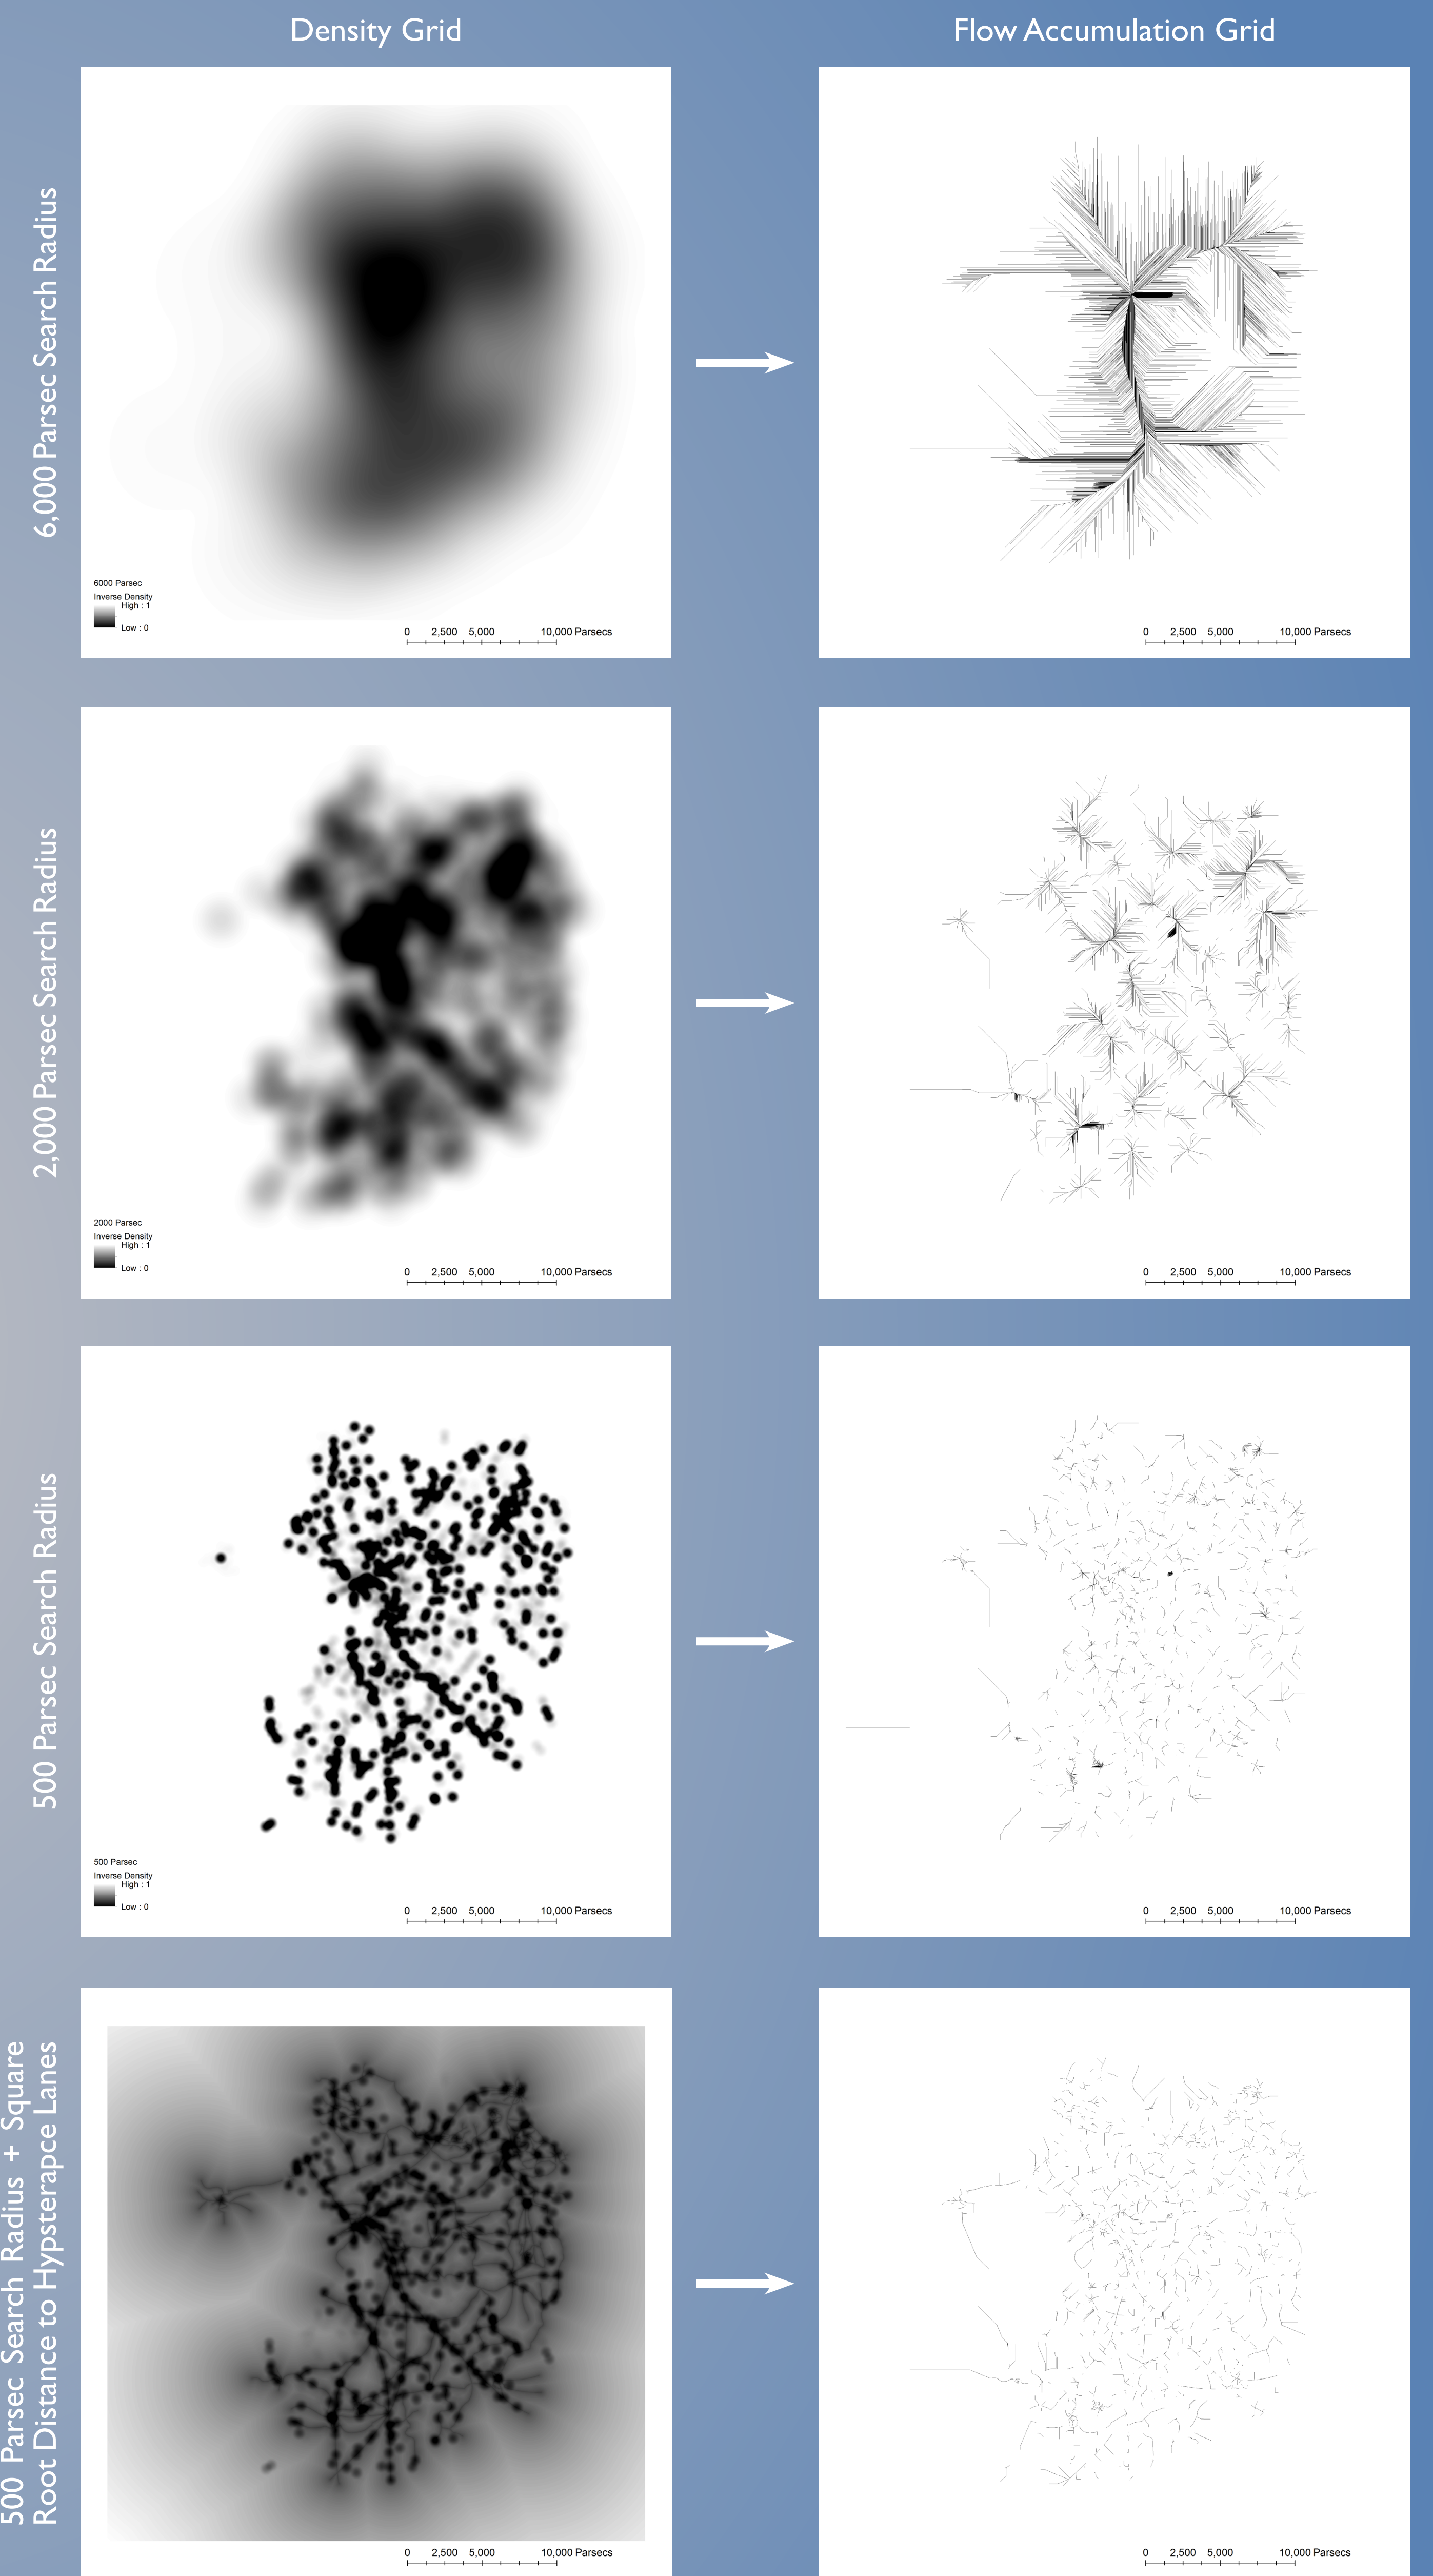 Density Grid
Flow Accumulation Grid
6,000 Parsec Search Radius
6000 Parsec
Inverse Density
High : 1
Low : 0
0 2,500 5,000 10,000 Parsecs
0 2,500 5,000 10,000 Parsecs
2,000 Parsec Search Radius
2000 Parsec
Inverse Density
High : 1
Low : 0
0 2,500 5,000 10,000 Parsecs
0 2,500 5,000 10,000 Parsecs
500 Parsec Search Radius
500 Parsec
Inverse Density
High : 1
Low : 0
0 2,500 5,000 10,000 Parsecs
0 2,500 5,000 10,000 Parsecs
500 Parsec Search Radius + Square
Root Distance to Hypsterapce Lanes
0 2,500 5,000 10,000 Parsecs
0 2,500 5,000 10,000 Parsecs